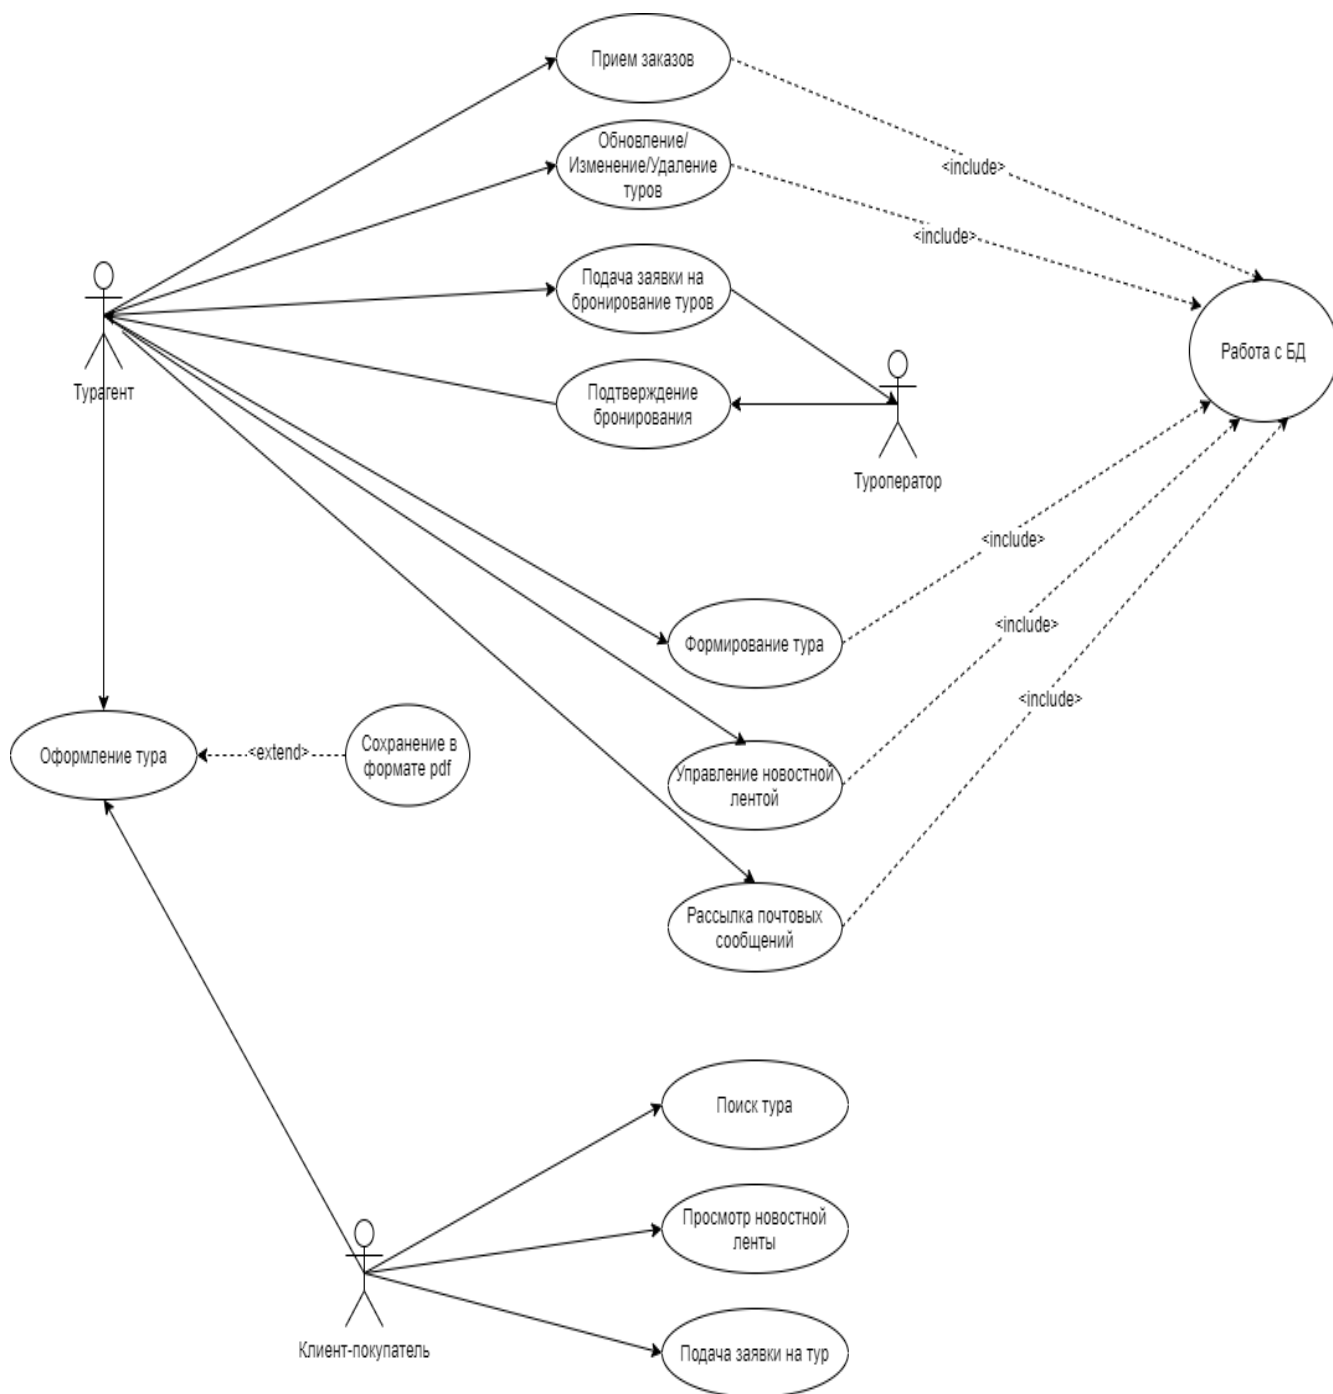 Прием заказов
Обновление/
Изменение/Удаление
туров
<include>
<include>
Подача заявки на
бронирование туров
Турагент
Подтверждение
бронирования
Работа с БД
Туроператор
<include>
Формирование тура
<include>
<include>
Оформление тура
<extend>
Сохранение в
формате pdf
Управление новостной
лентой
Рассылка почтовых
сообщений
Поиск тура
Просмотр новостной
ленты
Клиент-покупатель
Подача заявки на тур